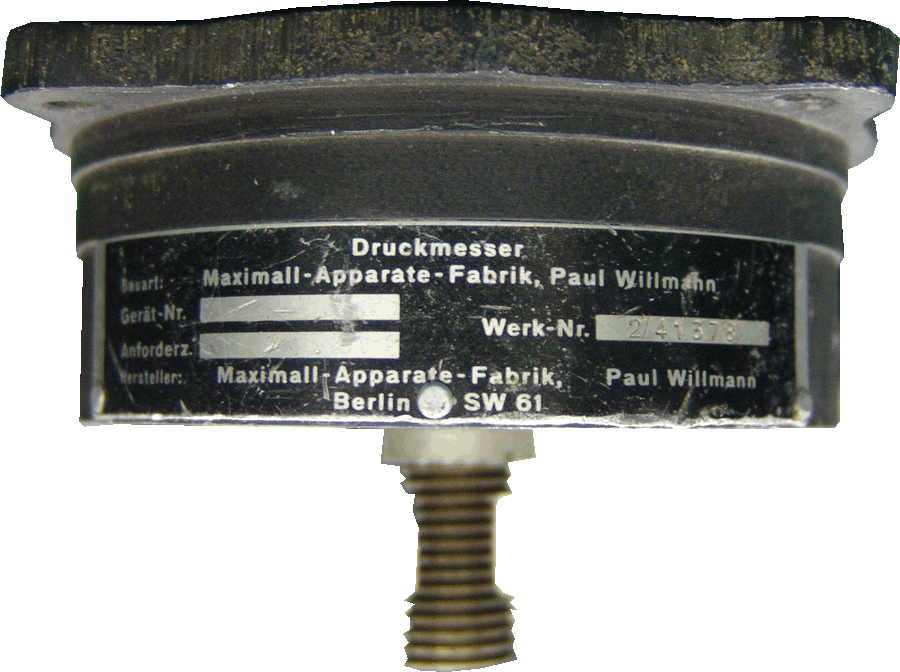 Druckmesser
Bauart: Maximall-Apparate-Fabrik, Paul Willmann
Gerät-Nr.
Werk-Nr. 2/41378
Anforderz.
Hersteller: Maximall-Apparate-Fabrik, Paul Willmann
Berlin SW 61